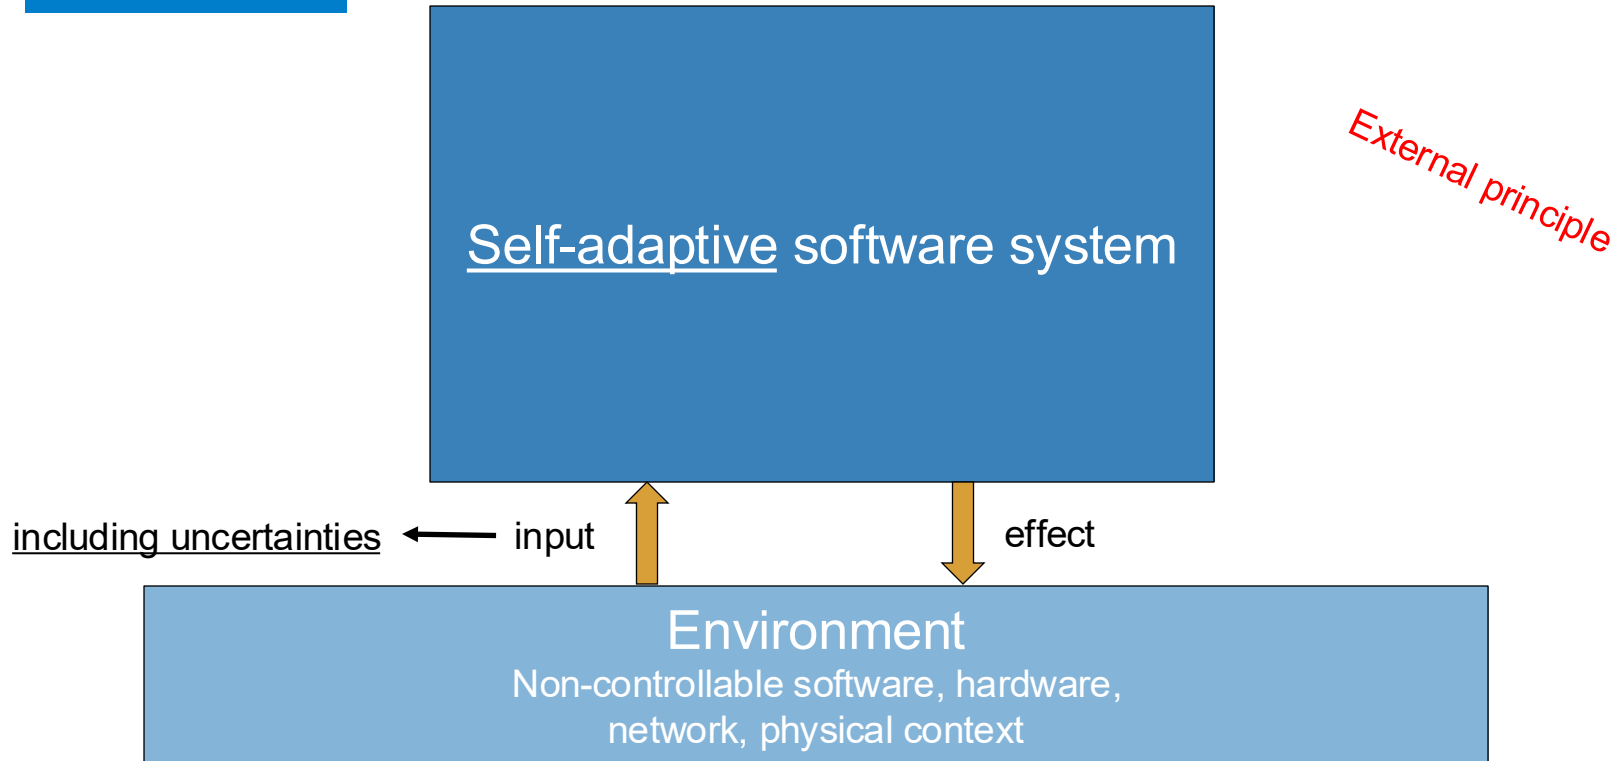 External principle
Self-adaptive software system
including uncertainties
input
effect
Environment
Non-controllable software, hardware,
network, physical context